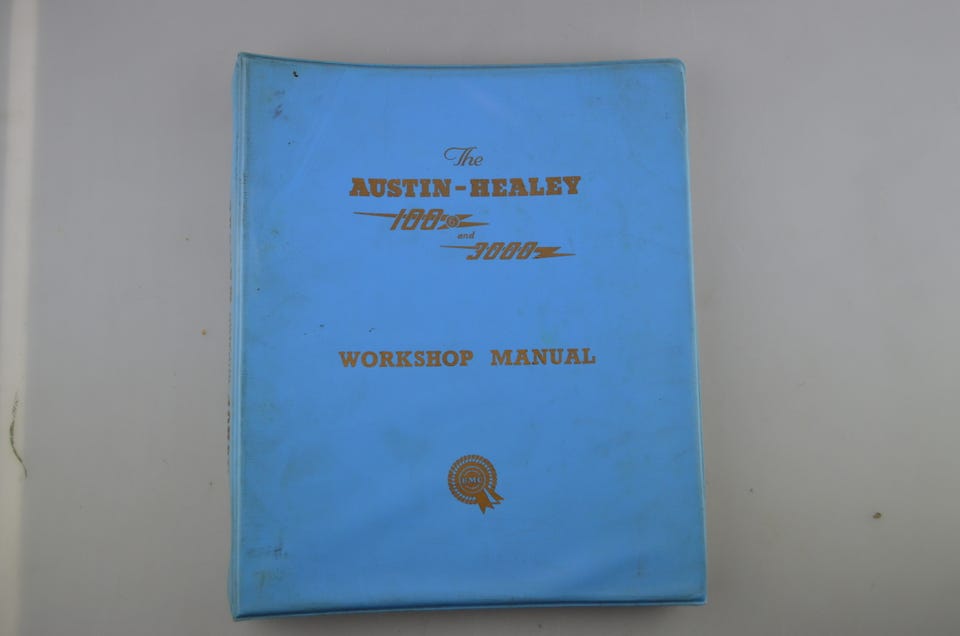 The
AUSTIN-HEALEY
100-6
and
3000
WORKSHOP MANUAL
BMC